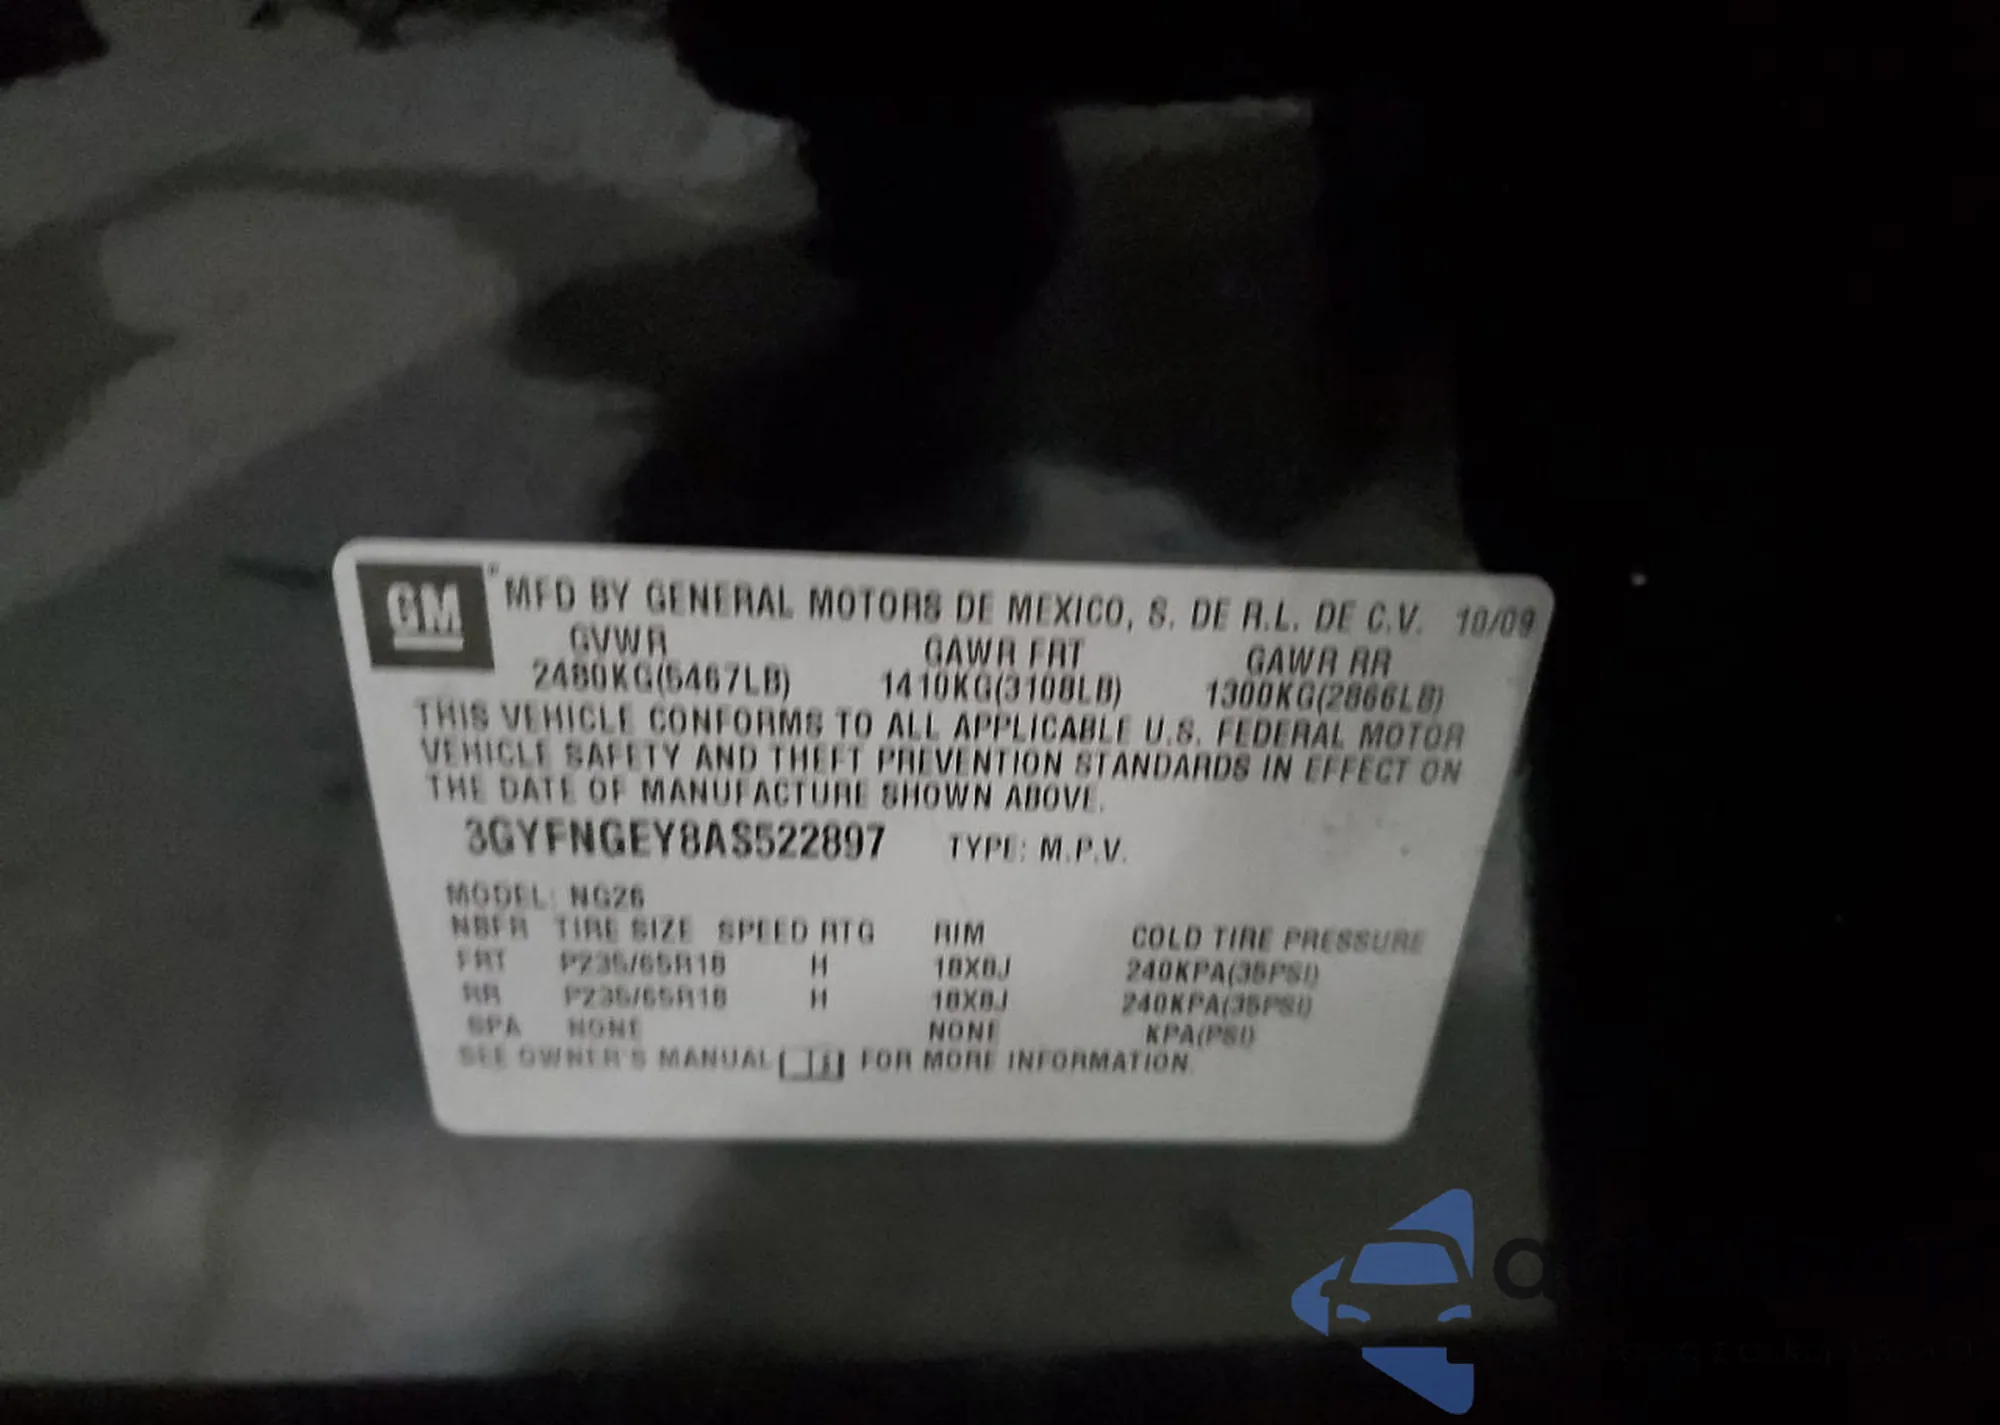 GM
MFD BY GENERAL MOTORS DE MEXICO, S. DE R.L. DE C.V. 10/09
GVWR GAWR FRT GAWR RR
2480KG(5467LB) 1410KG(3108LB) 1300KG(2866LB)
THIS VEHICLE CONFORMS TO ALL APPLICABLE U.S. FEDERAL MOTOR
VEHICLE SAFETY AND THEFT PREVENTION STANDARDS IN EFFECT ON
THE DATE OF MANUFACTURE SHOWN ABOVE.
3GYFNGEY8AS522897 TYPE: M.P.V.
MODEL: NG26
NBFR TIRE SIZE SPEED RTG RIM COLD TIRE PRESSURE
FRT P235/65R18 H 18X8J 240KPA(35PSI)
RR P235/65R18 H 18X8J 240KPA(35PSI)
SPA NONE NONE KPA(PSI)
SEE OWNER'S MANUAL FOR MORE INFORMATION.